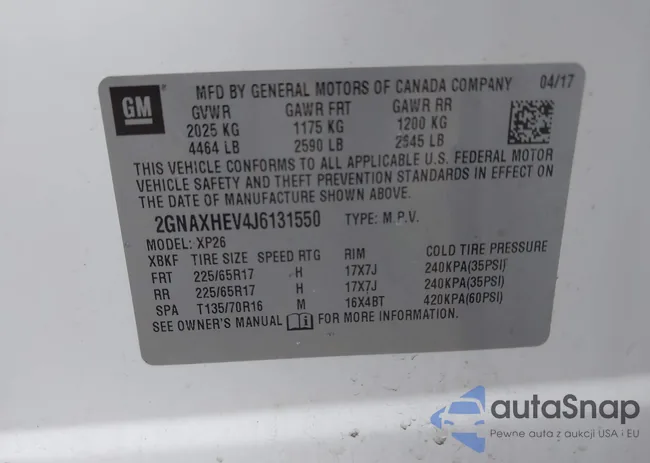 GM
MFD BY GENERAL MOTORS OF CANADA COMPANY 04/17
GVWR GAWR FRT GAWR RR
2025 KG 1175 KG 1200 KG
4464 LB 2590 LB 2645 LB
THIS VEHICLE CONFORMS TO ALL APPLICABLE U.S. FEDERAL MOTOR
VEHICLE SAFETY AND THEFT PREVENTION STANDARDS IN EFFECT ON
THE DATE OF MANUFACTURE SHOWN ABOVE.
2GNAXHEV4J6131550 TYPE: M.P.V.
MODEL: XP26
XBKF TIRE SIZE SPEED RTG RIM COLD TIRE PRESSURE
FRT 225/65R17 H 17X7J 240KPA(35PSI)
RR 225/65R17 H 17X7J 240KPA(35PSI)
SPA T135/70R16 M 16X4BT 420KPA(60PSI)
SEE OWNER'S MANUAL FOR MORE INFORMATION.
autaSnap
Pewne auta z aukcji USA i EU